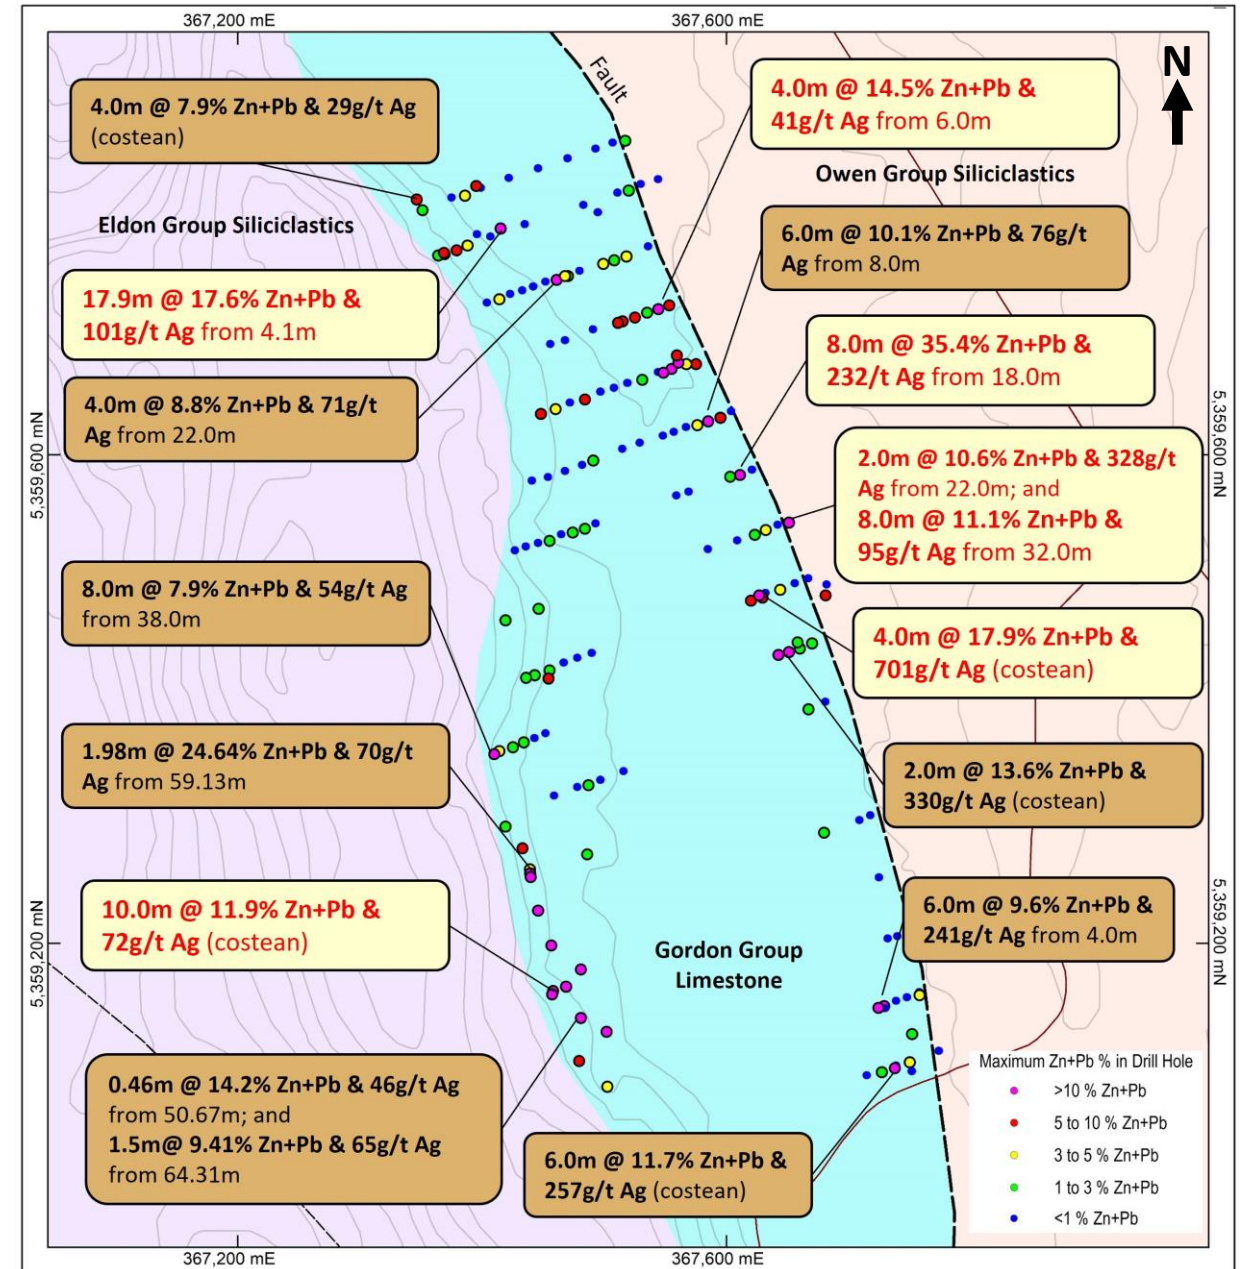 367,200 mE
367,600 mE
Fault
N
4.0m @ 7.9% Zn+Pb & 29g/t Ag
(costean)
4.0m @ 14.5% Zn+Pb &
41g/t Ag from 6.0m
Owen Group Siliciclastics
Eldon Group Siliciclastics
6.0m @ 10.1% Zn+Pb & 76g/t
Ag from 8.0m
17.9m @ 17.6% Zn+Pb &
101g/t Ag from 4.1m
8.0m @ 35.4% Zn+Pb &
232/t Ag from 18.0m
4.0m @ 8.8% Zn+Pb & 71g/t
Ag from 22.0m
5,359,600 mN
5,359,600 mN
2.0m @ 10.6% Zn+Pb & 328g/t
Ag from 22.0m; and
8.0m @ 11.1% Zn+Pb &
95g/t Ag from 32.0m
8.0m @ 7.9% Zn+Pb & 54g/t Ag
from 38.0m
4.0m @ 17.9% Zn+Pb &
701g/t Ag (costean)
1.98m @ 24.64% Zn+Pb & 70g/t
Ag from 59.13m
2.0m @ 13.6% Zn+Pb &
330g/t Ag (costean)
10.0m @ 11.9% Zn+Pb &
72g/t Ag (costean)
6.0m @ 9.6% Zn+Pb &
241g/t Ag from 4.0m
5,359,200 mN
5,359,200 mN
Gordon Group
Limestone
0.46m @ 14.2% Zn+Pb & 46g/t Ag
from 50.67m; and
1.5m@ 9.41% Zn+Pb & 65g/t Ag
from 64.31m
6.0m @ 11.7% Zn+Pb &
257g/t Ag (costean)
Maximum Zn+Pb % in Drill Hole
>10 % Zn+Pb
5 to 10 % Zn+Pb
3 to 5 % Zn+Pb
1 to 3 % Zn+Pb
<1 % Zn+Pb
367,200 mE
367,600 mE